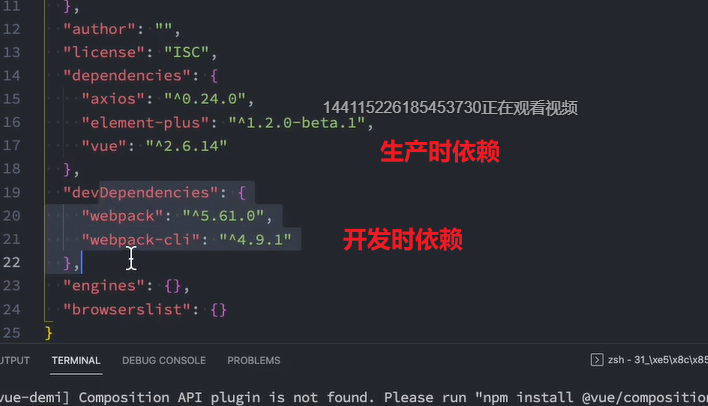 11 },
12 "author": "",
13 "license": "ISC",
14 "dependencies": {
15 "axios": "^0.24.0",
144115226185453730正在观看视频
16 "element-plus": "^1.2.0-beta.1",
17 "vue": "^2.6.14"
生产时依赖
18 },
19 "devDependencies": {
20 "webpack": "^5.61.0",
21 "webpack-cli": "^4.9.1"
开发时依赖
22 },
23 "engines": {},
24 "browserslist": {}
25 }
OUTPUT TERMINAL DEBUG CONSOLE PROBLEMS zsh - 31_\xe5\x8c\x85
vue-demi] Composition API plugin is not found. Please run "npm install @vue/composition